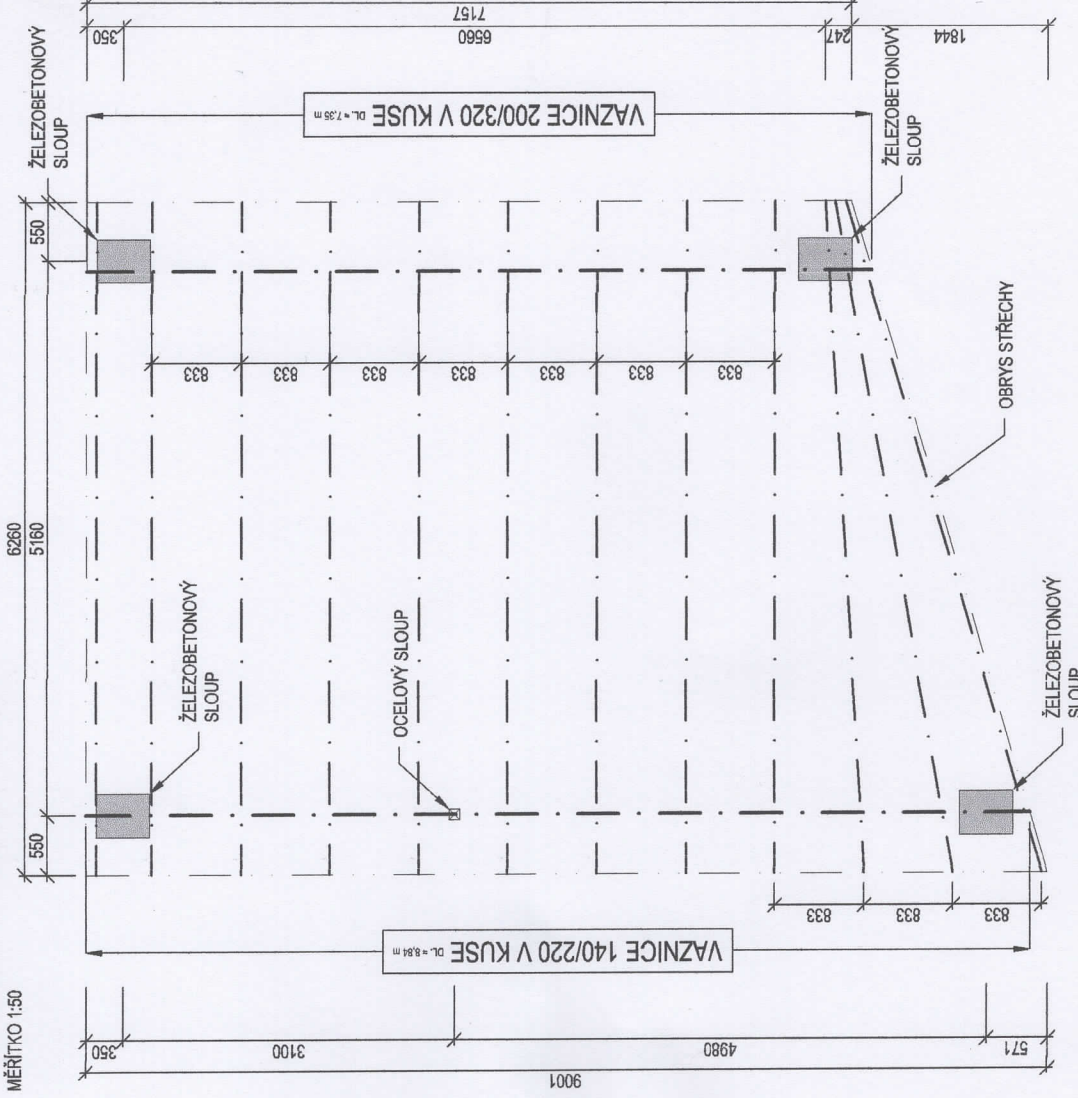 MĚŘÍTKO 1:50
6260
550
5160
550
350
3100
4980
571
9001
350
6560
247
1844
7157
VAZNICE 140/220 V KUSE DL. = 8,84 m
VAZNICE 200/320 V KUSE DL. = 7,35 m
ŽELEZOBETONOVÝ
SLOUP
ŽELEZOBETONOVÝ
SLOUP
OCELOVÝ SLOUP
833
833
833
833
833
833
833
833
833
833
ŽELEZOBETONOVÝ
SLOUP
OBRYS STŘECHY
ŽELEZOBETONOVÝ
SLOUP